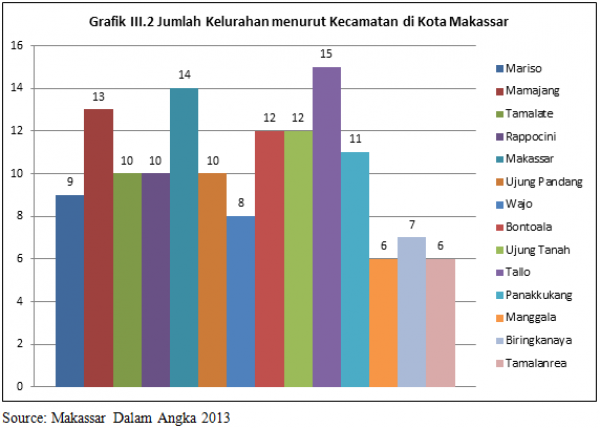 Grafik III.2 Jumlah Kelurahan menurut Kecamatan di Kota Makassar
16
14
12
10
8
6
4
2
0
9
13
10
10
14
10
8
12
12
15
11
6
7
6
Mariso
Mamajang
Tamalate
Rappocini
Makassar
Ujung Pandang
Wajo
Bontoala
Ujung Tanah
Tallo
Panakkukang
Manggala
Biringkanaya
Tamalanrea
Source: Makassar Dalam Angka 2013